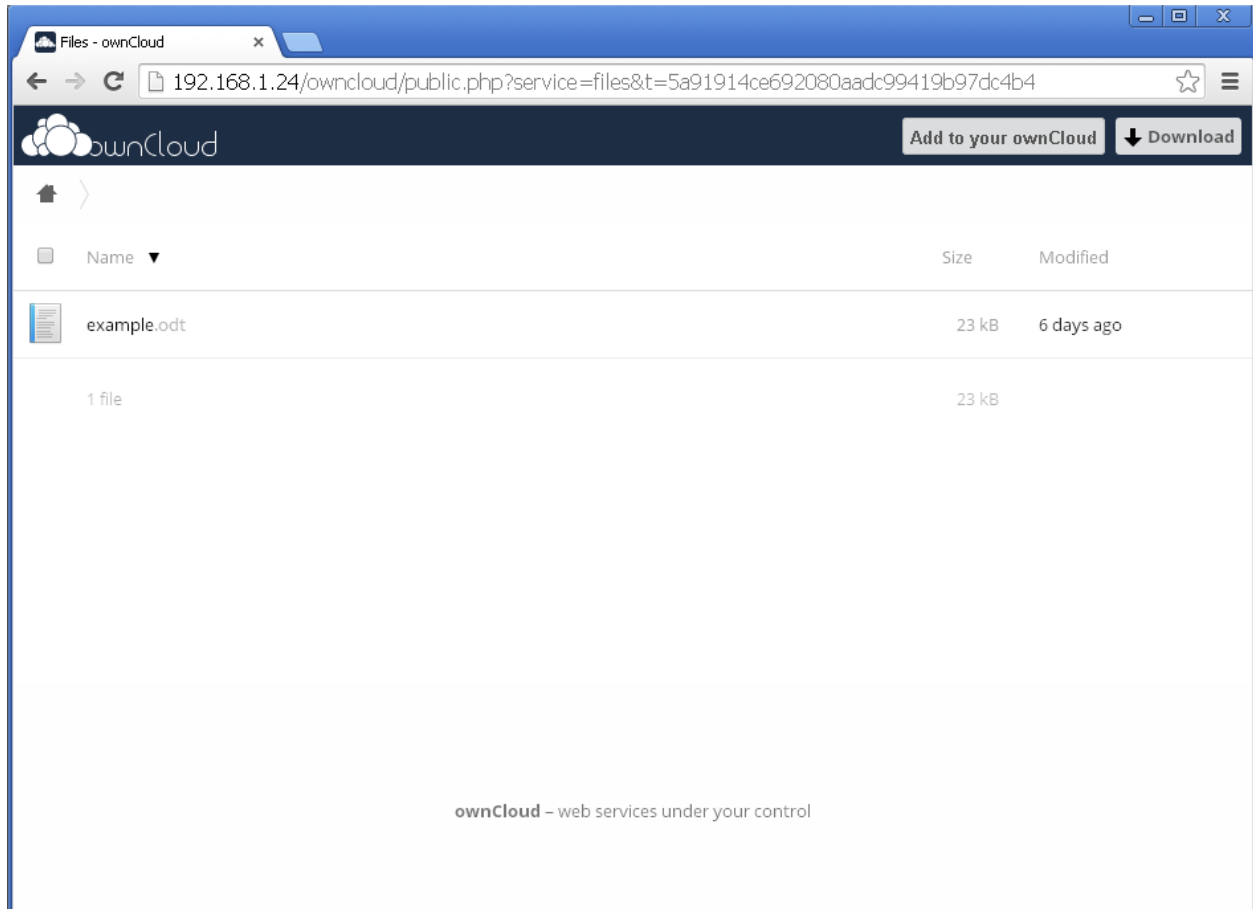 Files - ownCloud
192.168.1.24/owncloud/public.php?service=files&t=5a91914ce692080aadc99419b97dc4b4
ownCloud Add to your ownCloud Download
Name Size Modified
example.odt 23 kB 6 days ago
1 file 23 kB
ownCloud – web services under your control